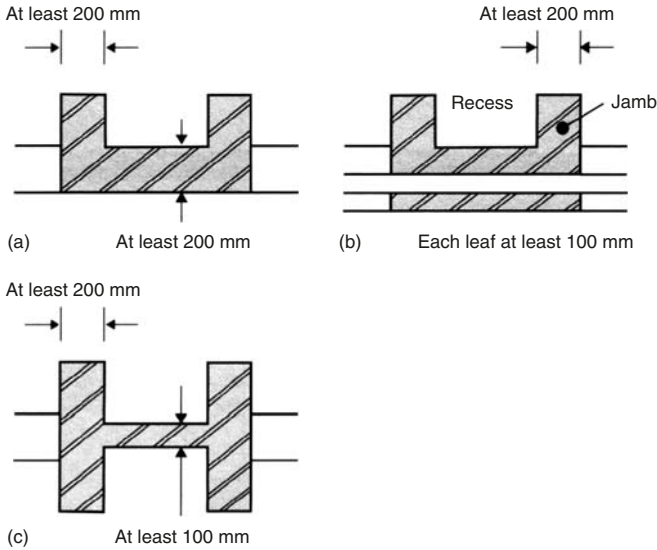 At least 200 mm
(a)
At least 200 mm
At least 200 mm
Recess
Jamb
(b)
Each leaf at least 100 mm
At least 200 mm
(c)
At least 100 mm